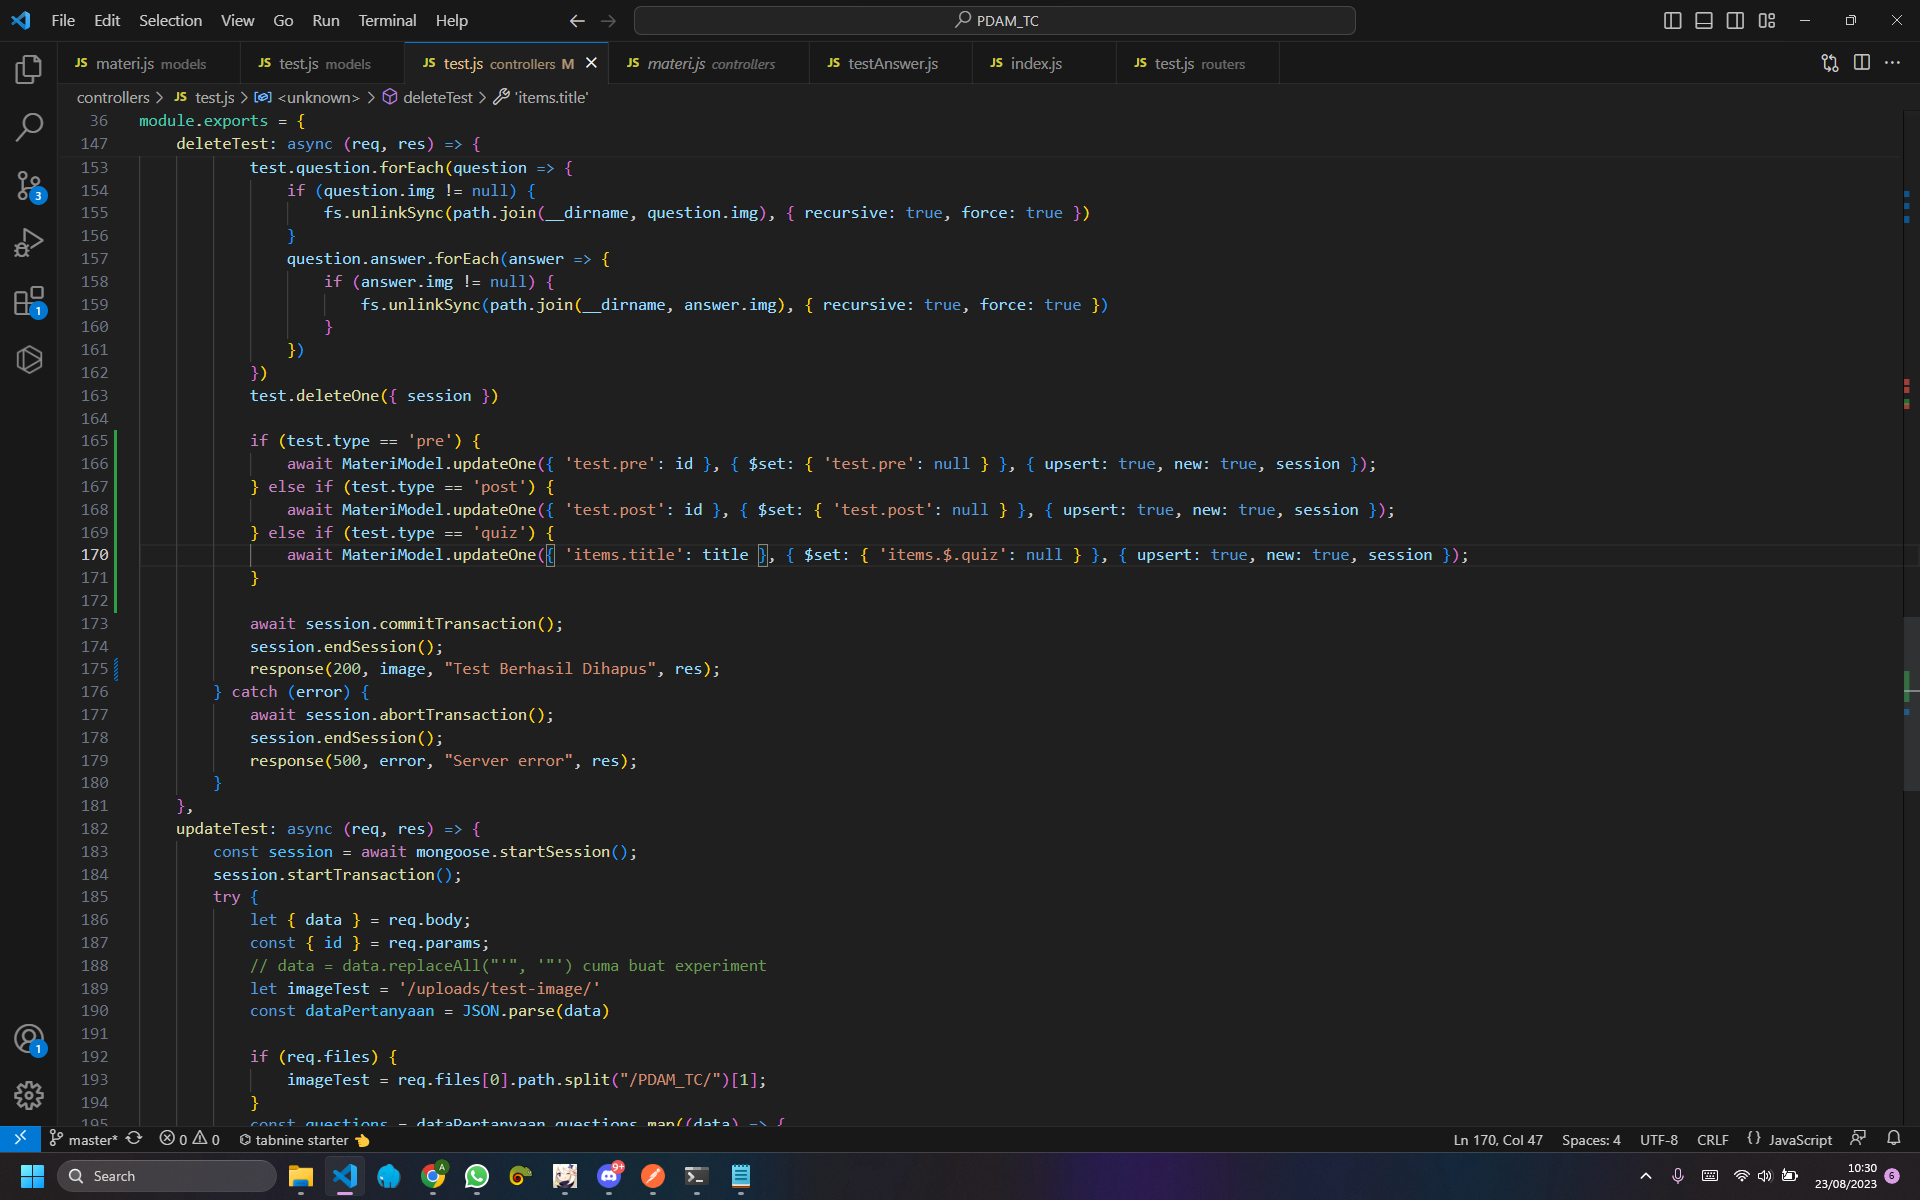 File Edit Selection View Go Run Terminal Help
PDAM_TC
JS materi.js models
JS test.js models
JS test.js controllers M
JS materi.js controllers
JS testAnswer.js
JS index.js
JS test.js routers
controllers > JS test.js > <unknown> > deleteTest > 'items.title'
36 module.exports = {
147 deleteTest: async (req, res) => {
153 test.question.forEach(question => {
154 if (question.img != null) {
155 fs.unlinkSync(path.join(__dirname, question.img), { recursive: true, force: true })
156 }
157 question.answer.forEach(answer => {
158 if (answer.img != null) {
159 fs.unlinkSync(path.join(__dirname, answer.img), { recursive: true, force: true })
160 }
161 })
162 })
163 test.deleteOne({ session })
164
165 if (test.type == 'pre') {
166 await MateriModel.updateOne({ 'test.pre': id }, { $set: { 'test.pre': null } }, { upsert: true, new: true, session });
167 } else if (test.type == 'post') {
168 await MateriModel.updateOne({ 'test.post': id }, { $set: { 'test.post': null } }, { upsert: true, new: true, session });
169 } else if (test.type == 'quiz') {
170 await MateriModel.updateOne({ 'items.title': title }, { $set: { 'items.$.quiz': null } }, { upsert: true, new: true, session });
171 }
172
173 await session.commitTransaction();
174 session.endSession();
175 response(200, image, "Test Berhasil Dihapus", res);
176 } catch (error) {
177 await session.abortTransaction();
178 session.endSession();
179 response(500, error, "Server error", res);
180 }
181 },
182 updateTest: async (req, res) => {
183 const session = await mongoose.startSession();
184 session.startTransaction();
185 try {
186 let { data } = req.body;
187 const { id } = req.params;
188 // data = data.replaceAll("'", '"') cuma buat experiment
189 let imageTest = '/uploads/test-image/'
190 const dataPertanyaan = JSON.parse(data)
191
192 if (req.files) {
193 imageTest = req.files[0].path.split("/PDAM_TC/")[1];
194 }
195 const questions = dataPertanyaan.questions.map((data) => {
3
1
1
master* 0 0 tabnine starter 👈
Ln 170, Col 47 Spaces: 4 UTF-8 CRLF {} JavaScript
Search
A
9+
10:30
23/08/2023
6